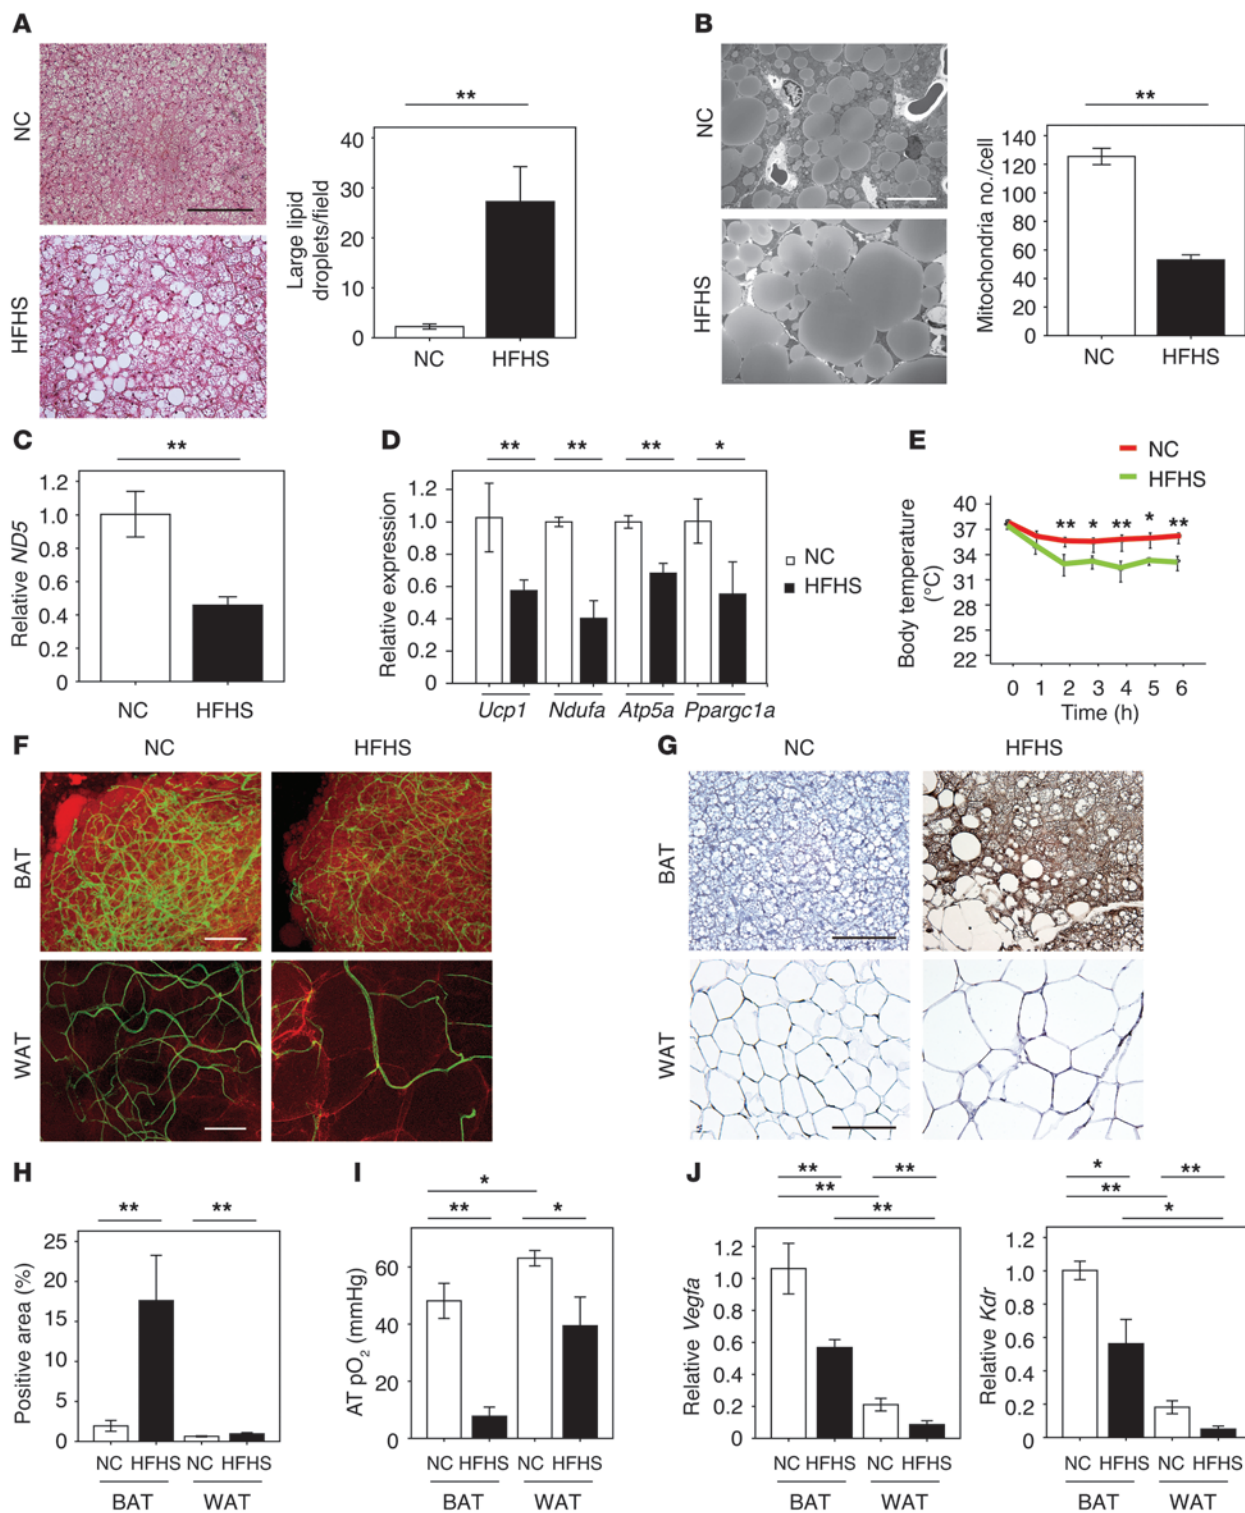 A
NC
HFHS
**
Large lipid
droplets/field
40
30
20
10
0
NC
HFHS
B
NC
HFHS
**
Mitochondria no./cell
140
120
100
80
60
40
20
0
NC
HFHS
C
**
Relative ND5
1.2
1.0
0.8
0.6
0.4
0.2
0
NC
HFHS
D
** ** ** *
Relative expression
1.2
1.0
0.8
0.6
0.4
0.2
0
Ucp1 Ndufa Atp5a Ppargc1a
NC
HFHS
E
NC
HFHS
Body temperature
(°C)
40
37
34
31
28
25
22
** * ** * **
0 1 2 3 4 5 6
Time (h)
F
NC HFHS
BAT
WAT
G
NC HFHS
BAT
WAT
H
** **
Positive area (%)
25
20
15
10
5
0
NC HFHS NC HFHS
BAT WAT
I
*
** *
AT pO2 (mmHg)
60
40
20
0
NC HFHS NC HFHS
BAT WAT
J
** **
**
**
Relative Vegfa
1.2
1.0
0.8
0.6
0.4
0.2
0
NC HFHS NC HFHS
BAT WAT
* **
**
*
Relative Kdr
1.2
1.0
0.8
0.6
0.4
0.2
0
NC HFHS NC HFHS
BAT WAT